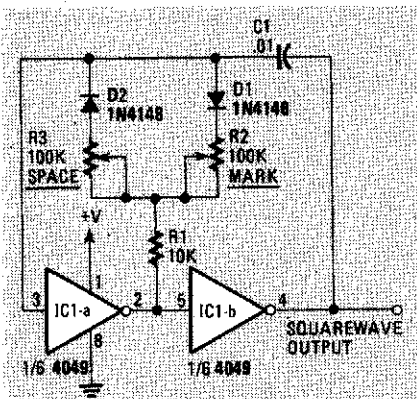 C1
.01
D2
1N4148
D1
1N4148
R3
100K
SPACE
R2
100K
MARK
+V
R1
10K
3
IC1-a
1
2
8
5
IC1-b
4
1/6 4049
1/6 4049
SQUAREWAVE
OUTPUT